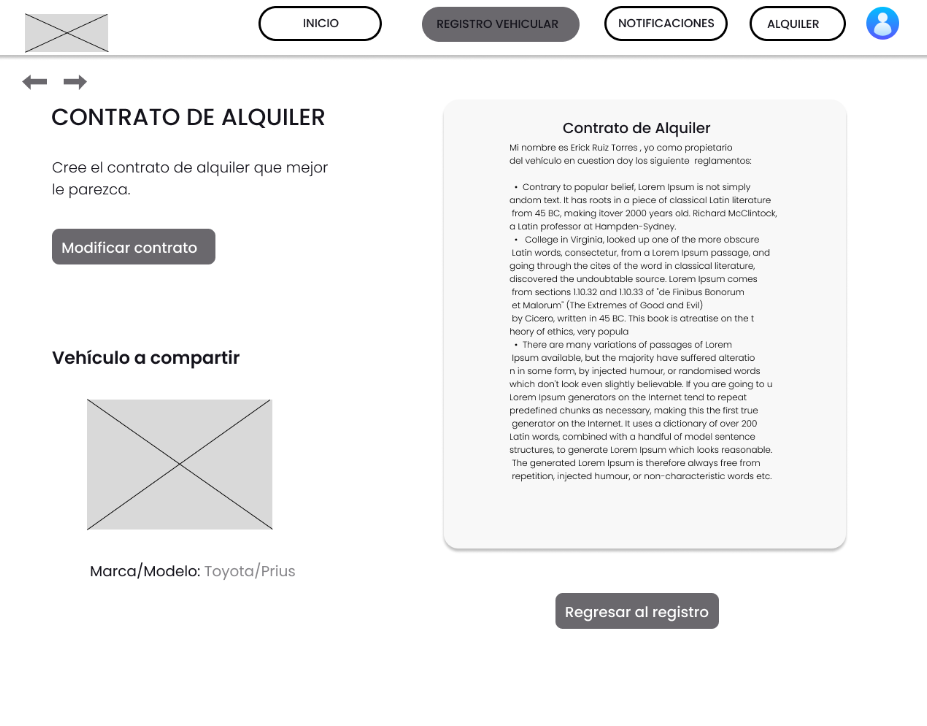 INICIO
REGISTRO VEHICULAR
NOTIFICACIONES
ALQUILER
CONTRATO DE ALQUILER
Cree el contrato de alquiler que mejor
le parezca.
Modificar contrato
Vehículo a compartir
Marca/Modelo: Toyota/Prius
Contrato de Alquiler
Mi nombre es Erick Ruiz Torres , yo como propietario
del vehículo en cuestion doy los siguiente reglamentos:
• Contrary to popular belief, Lorem Ipsum is not simply
andom text. It has roots in a piece of classical Latin literature
from 45 BC, making itover 2000 years old. Richard McClintock,
a Latin professor at Hampden-Sydney.
• College in Virginia, looked up one of the more obscure
Latin words, consectetur, from a Lorem Ipsum passage, and
going through the cites of the word in classical literature,
discovered the undoubtable source. Lorem Ipsum comes
from sections 1.10.32 and 1.10.33 of "de Finibus Bonorum
et Malorum" (The Extremes of Good and Evil)
by Cicero, written in 45 BC. This book is atreatise on the t
heory of ethics, very popula
• There are many variations of passages of Lorem
Ipsum available, but the majority have suffered alteratio
n in some form, by injected humour, or randomised words
which don't look even slightly believable. If you are going to u
Lorem Ipsum generators on the Internet tend to repeat
predefined chunks as necessary, making this the first true
generator on the Internet. It uses a dictionary of over 200
Latin words, combined with a handful of model sentence
structures, to generate Lorem Ipsum which looks reasonable.
The generated Lorem Ipsum is therefore always free from
repetition, injected humour, or non-characteristic words etc.
Regresar al registro